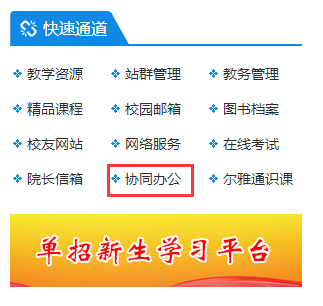 快速通道
教学资源 站群管理 教务管理
精品课程 校园邮箱 图书档案
校友网站 网络服务 在线考试
院长信箱 协同办公 尔雅通识课
单招新生学习平台